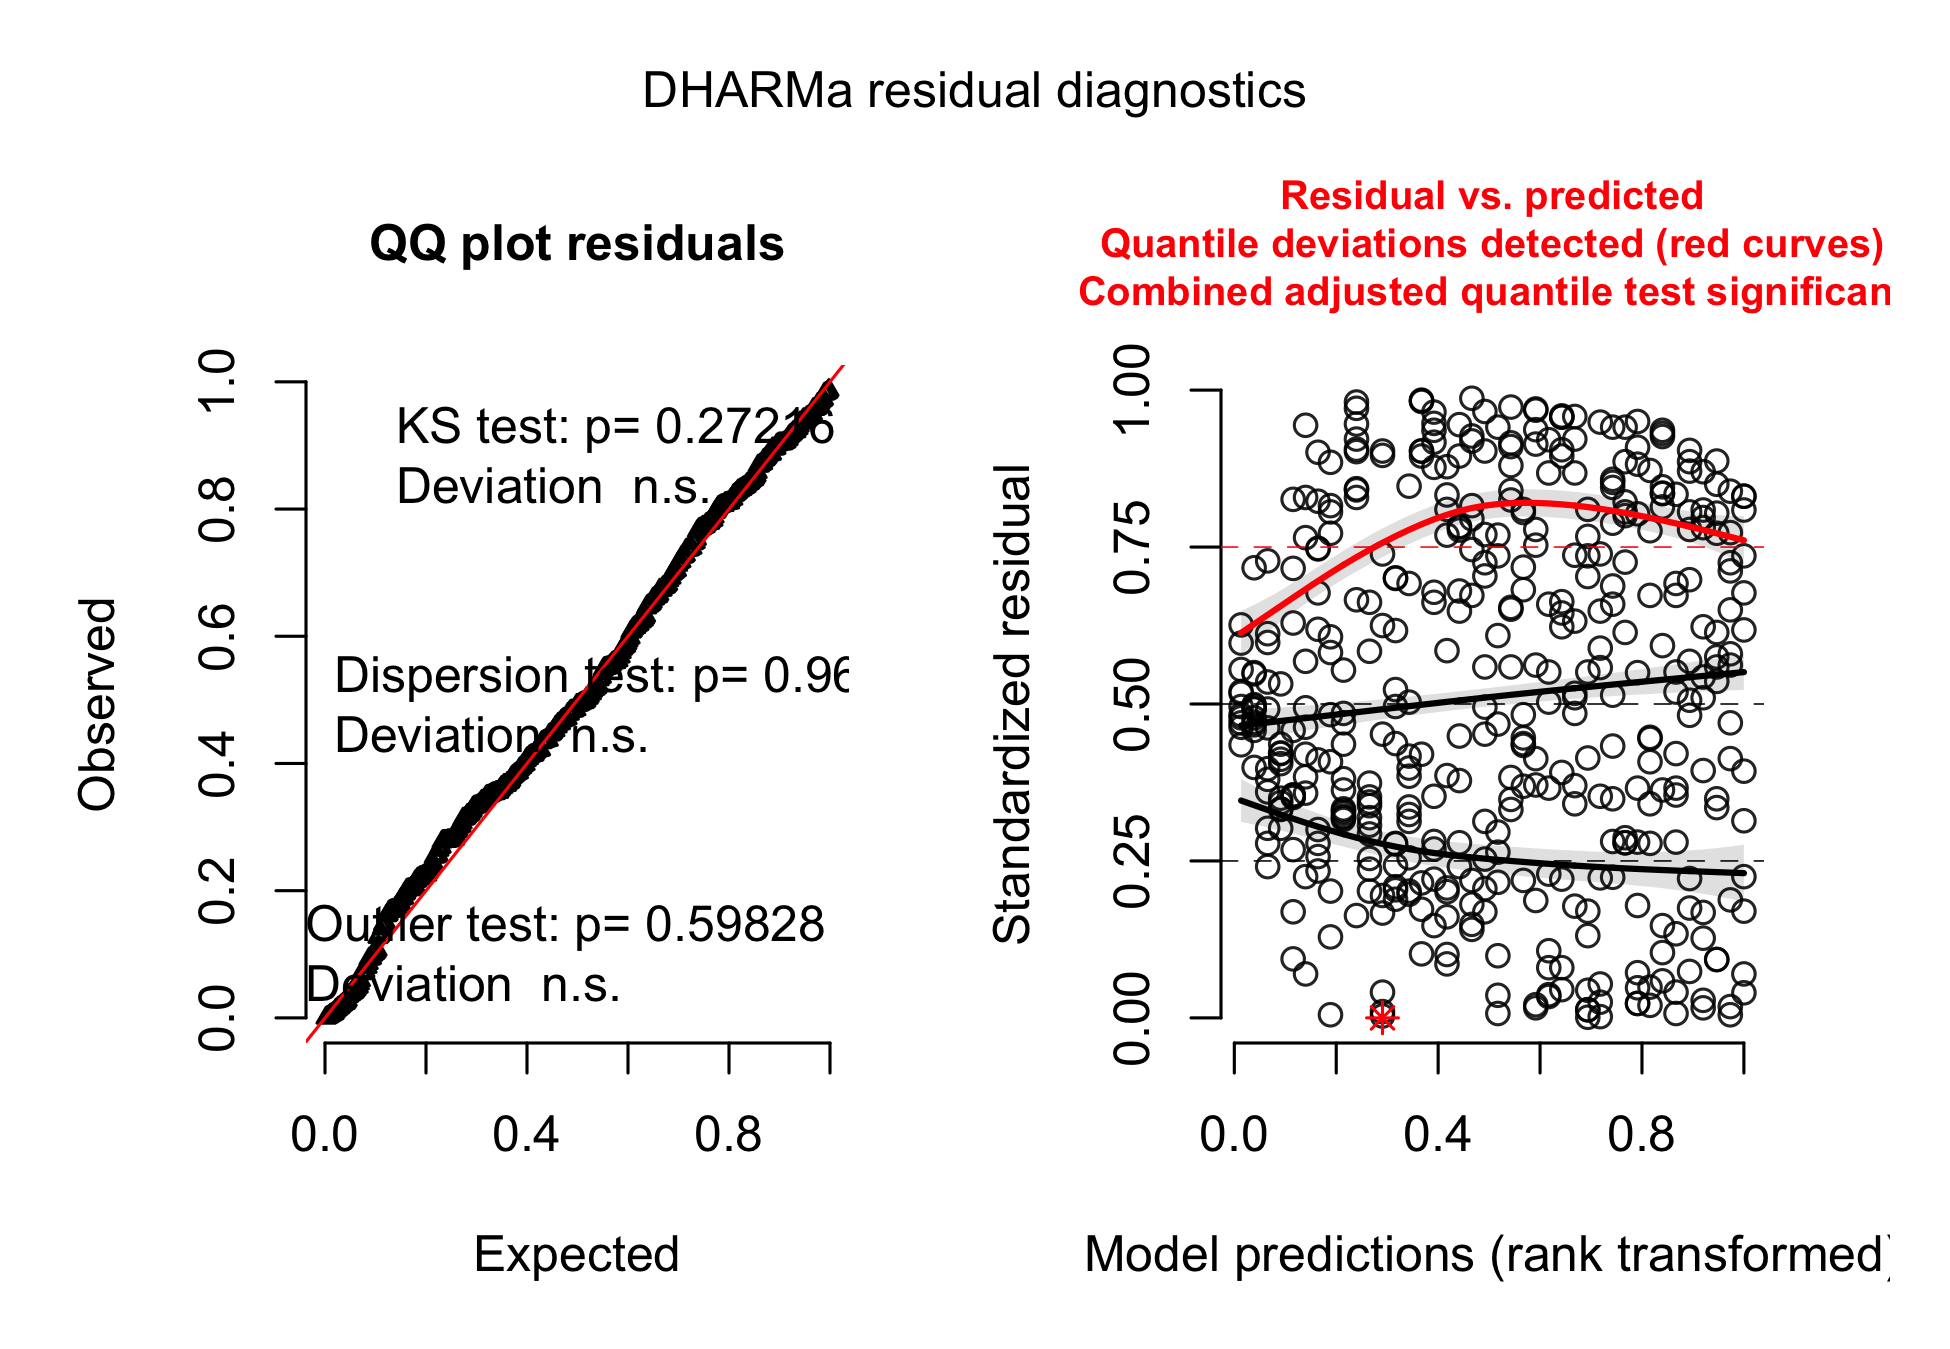 DHARMa residual diagnostics
QQ plot residuals
KS test: p= 0.27216
Deviation n.s.
Dispersion test: p= 0.96
Deviation n.s.
Outlier test: p= 0.59828
Deviation n.s.
Observed
0.0 0.2 0.4 0.6 0.8 1.0
0.0 0.4 0.8
Expected
Residual vs. predicted
Quantile deviations detected (red curves)
Combined adjusted quantile test significan
Standardized residual
0.00 0.25 0.50 0.75 1.00
0.0 0.4 0.8
Model predictions (rank transformed)